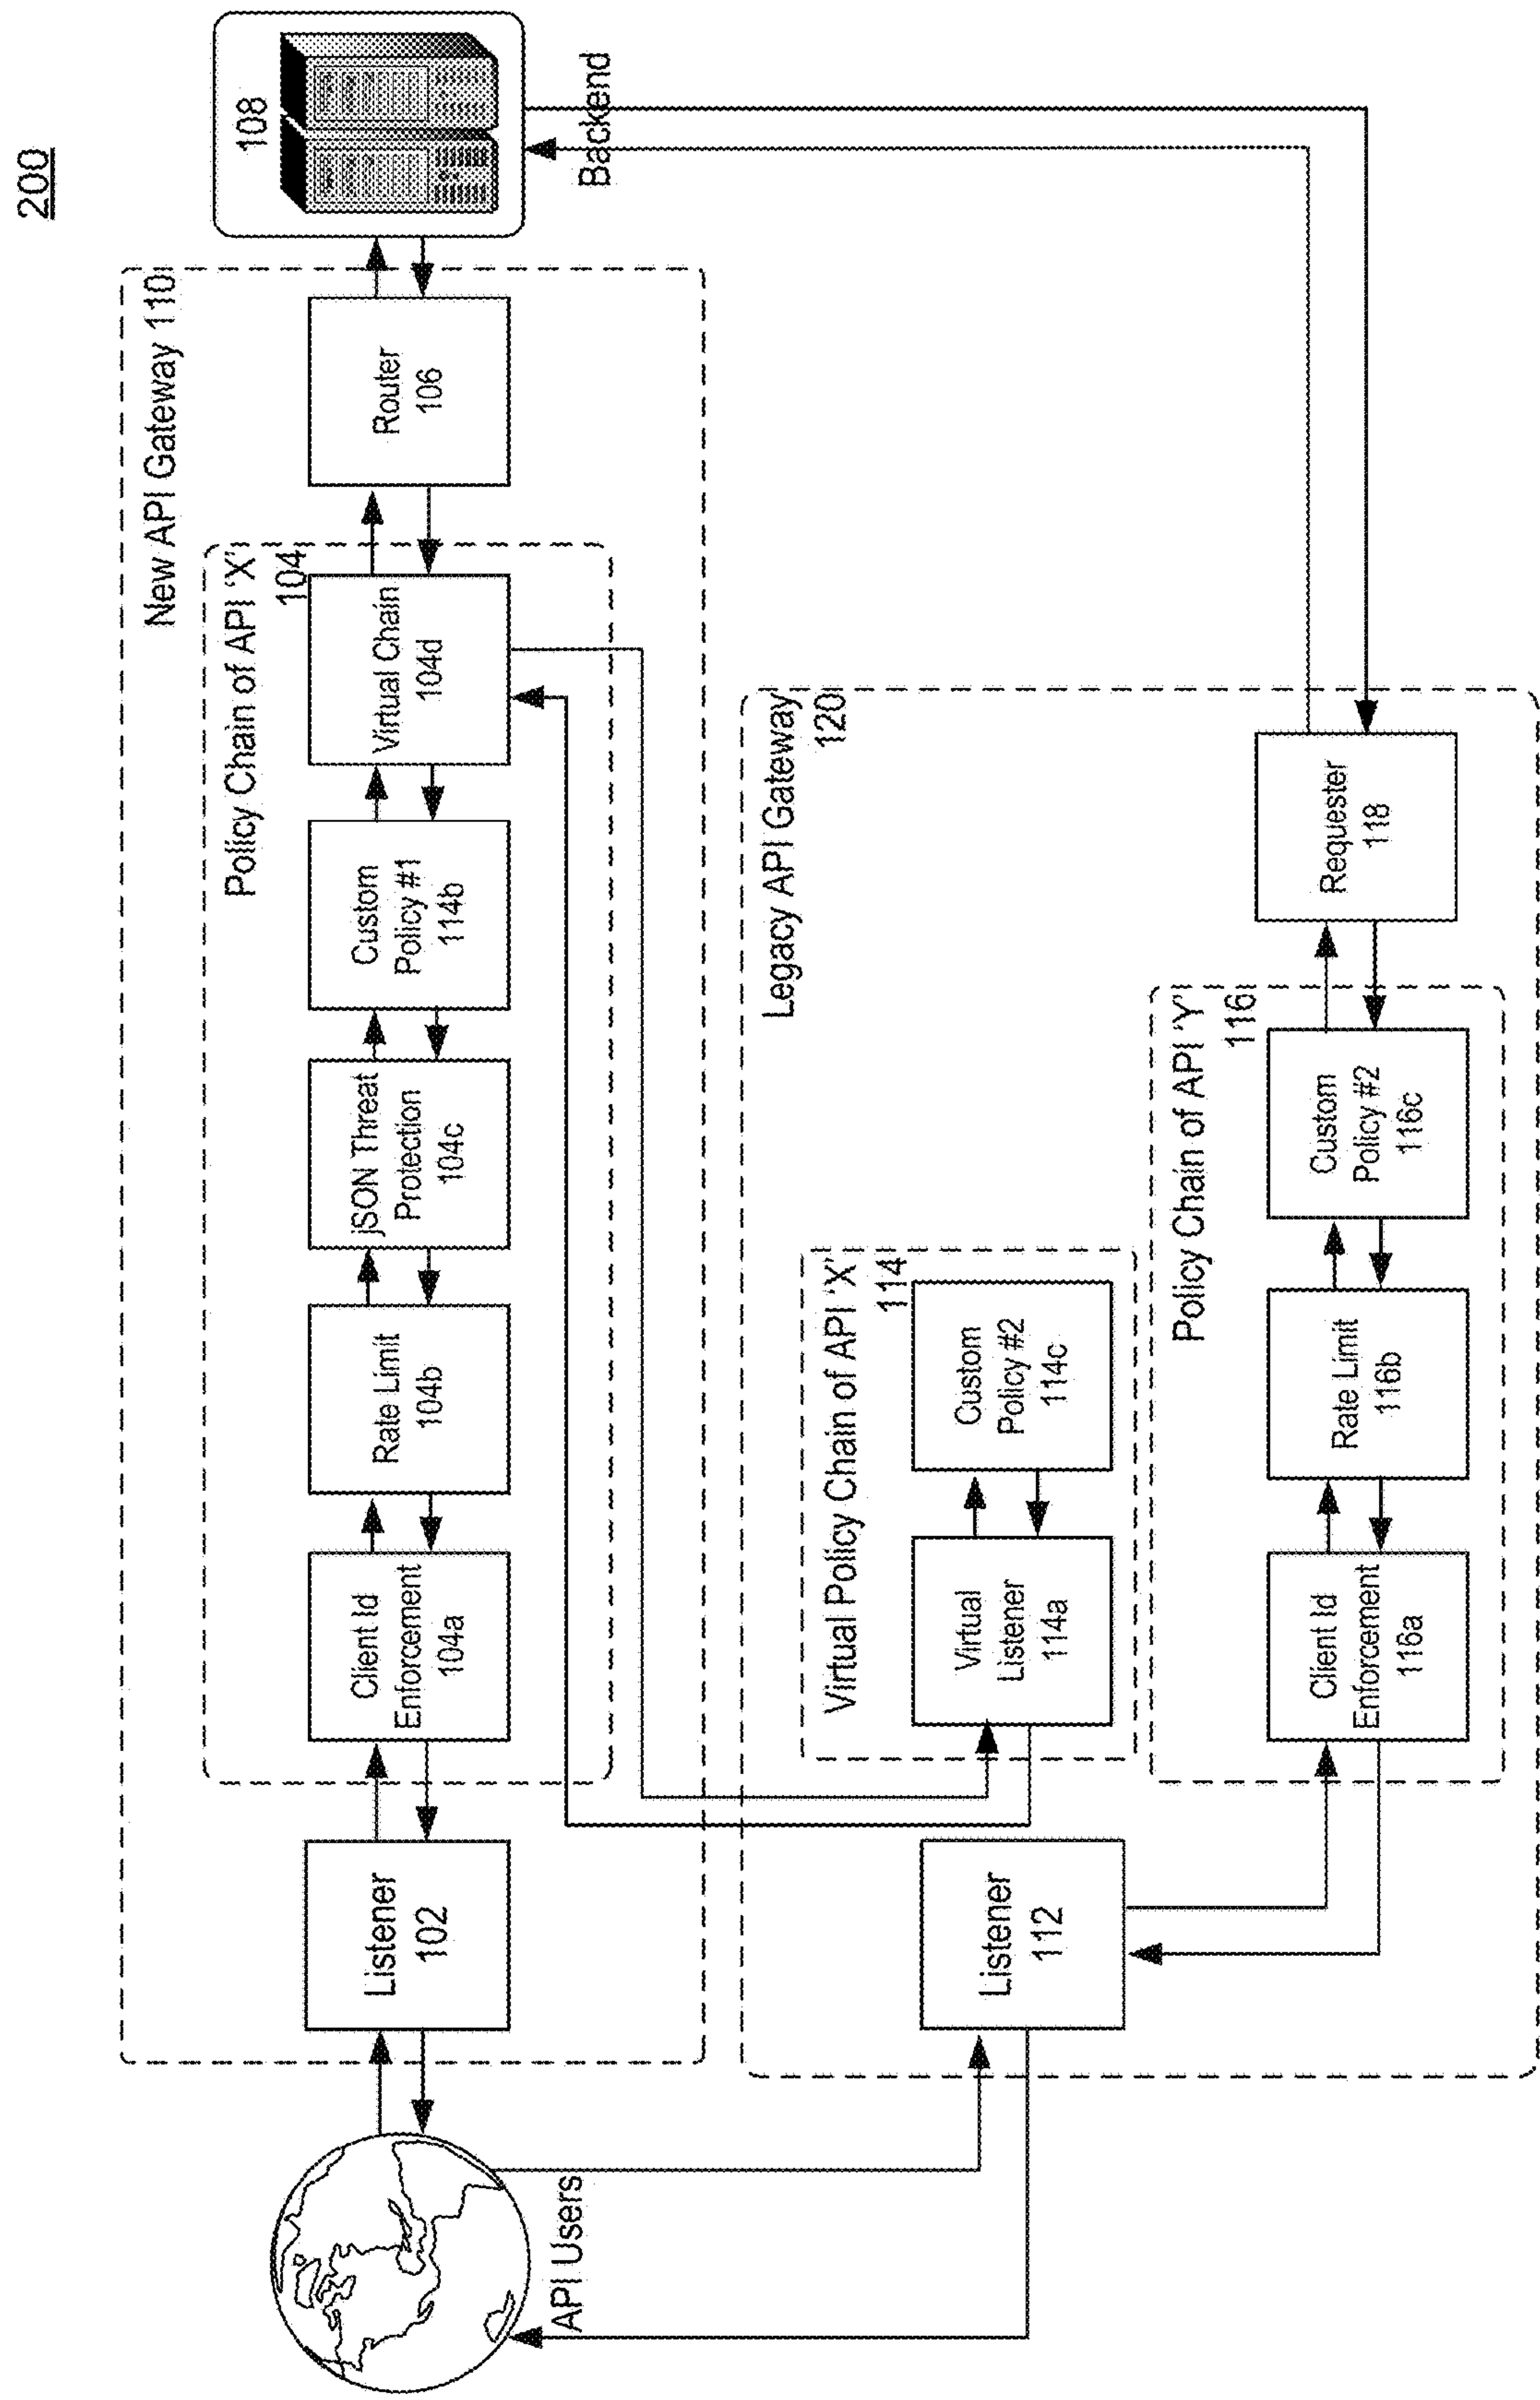 200
New API Gateway 110
Policy Chain of API 'X'
104
Listener
102
Client Id
Enforcement
104a
Rate Limit
104b
jSON Threat
Protection
104c
Custom
Policy #1
114b
Virtual Chain
104d
Router
106
108
Backend
API Users
Legacy API Gateway
120
Virtual Policy Chain of API 'X'
114
Listener
112
Virtual
Listener
114a
Custom
Policy #2
114c
Policy Chain of API 'Y'
116
Client Id
Enforcement
116a
Rate Limit
116b
Custom
Policy #2
116c
Requester
118